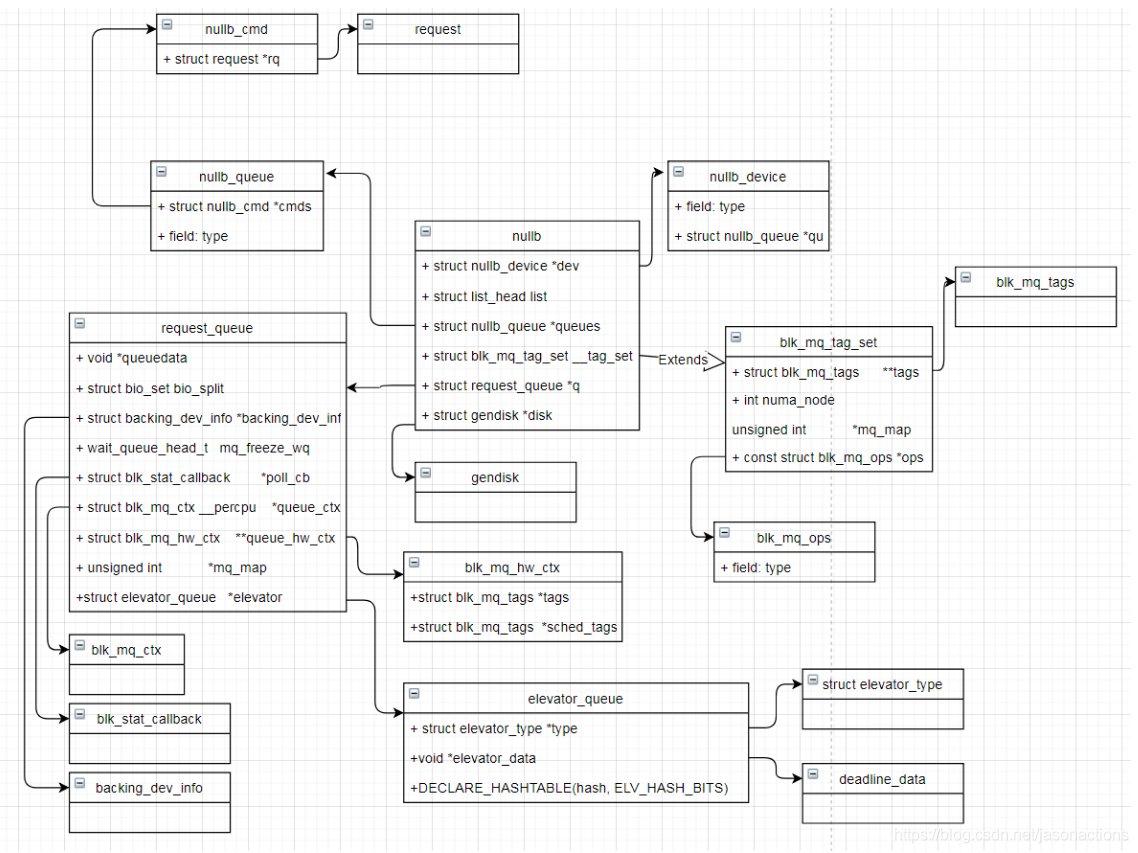 nullb_cmd
+ struct request *rq
request
nullb_queue
+ struct nullb_cmd *cmds
+ field: type
nullb_device
+ field: type
+ struct nullb_queue *qu
nullb
+ struct nullb_device *dev
+ struct list_head list
+ struct nullb_queue *queues
+ struct blk_mq_tag_set __tag_set
+ struct request_queue *q
+ struct gendisk *disk
Extends
blk_mq_tags
blk_mq_tag_set
+ struct blk_mq_tags **tags
+ int numa_node
unsigned int *mq_map
+ const struct blk_mq_ops *ops
request_queue
+ void *queuedata
+ struct bio_set bio_split
+ struct backing_dev_info *backing_dev_inf
+ wait_queue_head_t mq_freeze_wq
+ struct blk_stat_callback *poll_cb
+ struct blk_mq_ctx __percpu *queue_ctx
+ struct blk_mq_hw_ctx **queue_hw_ctx
+ unsigned int *mq_map
+struct elevator_queue *elevator
gendisk
blk_mq_ops
+ field: type
blk_mq_hw_ctx
+struct blk_mq_tags *tags
+struct blk_mq_tags *sched_tags
blk_mq_ctx
blk_stat_callback
backing_dev_info
elevator_queue
+ struct elevator_type *type
+void *elevator_data
+DECLARE_HASHTABLE(hash, ELV_HASH_BITS)
struct elevator_type
deadline_data
https://blog.csdn.net/jasonactions